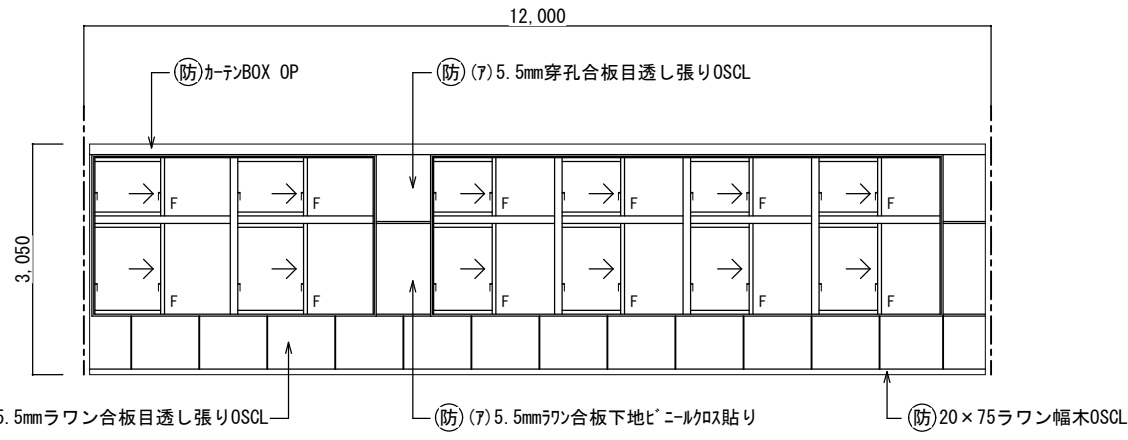 12,000
㊭カーテンBOX OP
防 (ア)5.5mm穿孔合板目透し張りOSCL
F F F F F F
3,050
F F F F F F
5.5mmラワン合板目透し張りOSCL
防 (ア)5.5mmラワン合板下地ビニールクロス貼り
防 20×75ラワン幅木OSCL